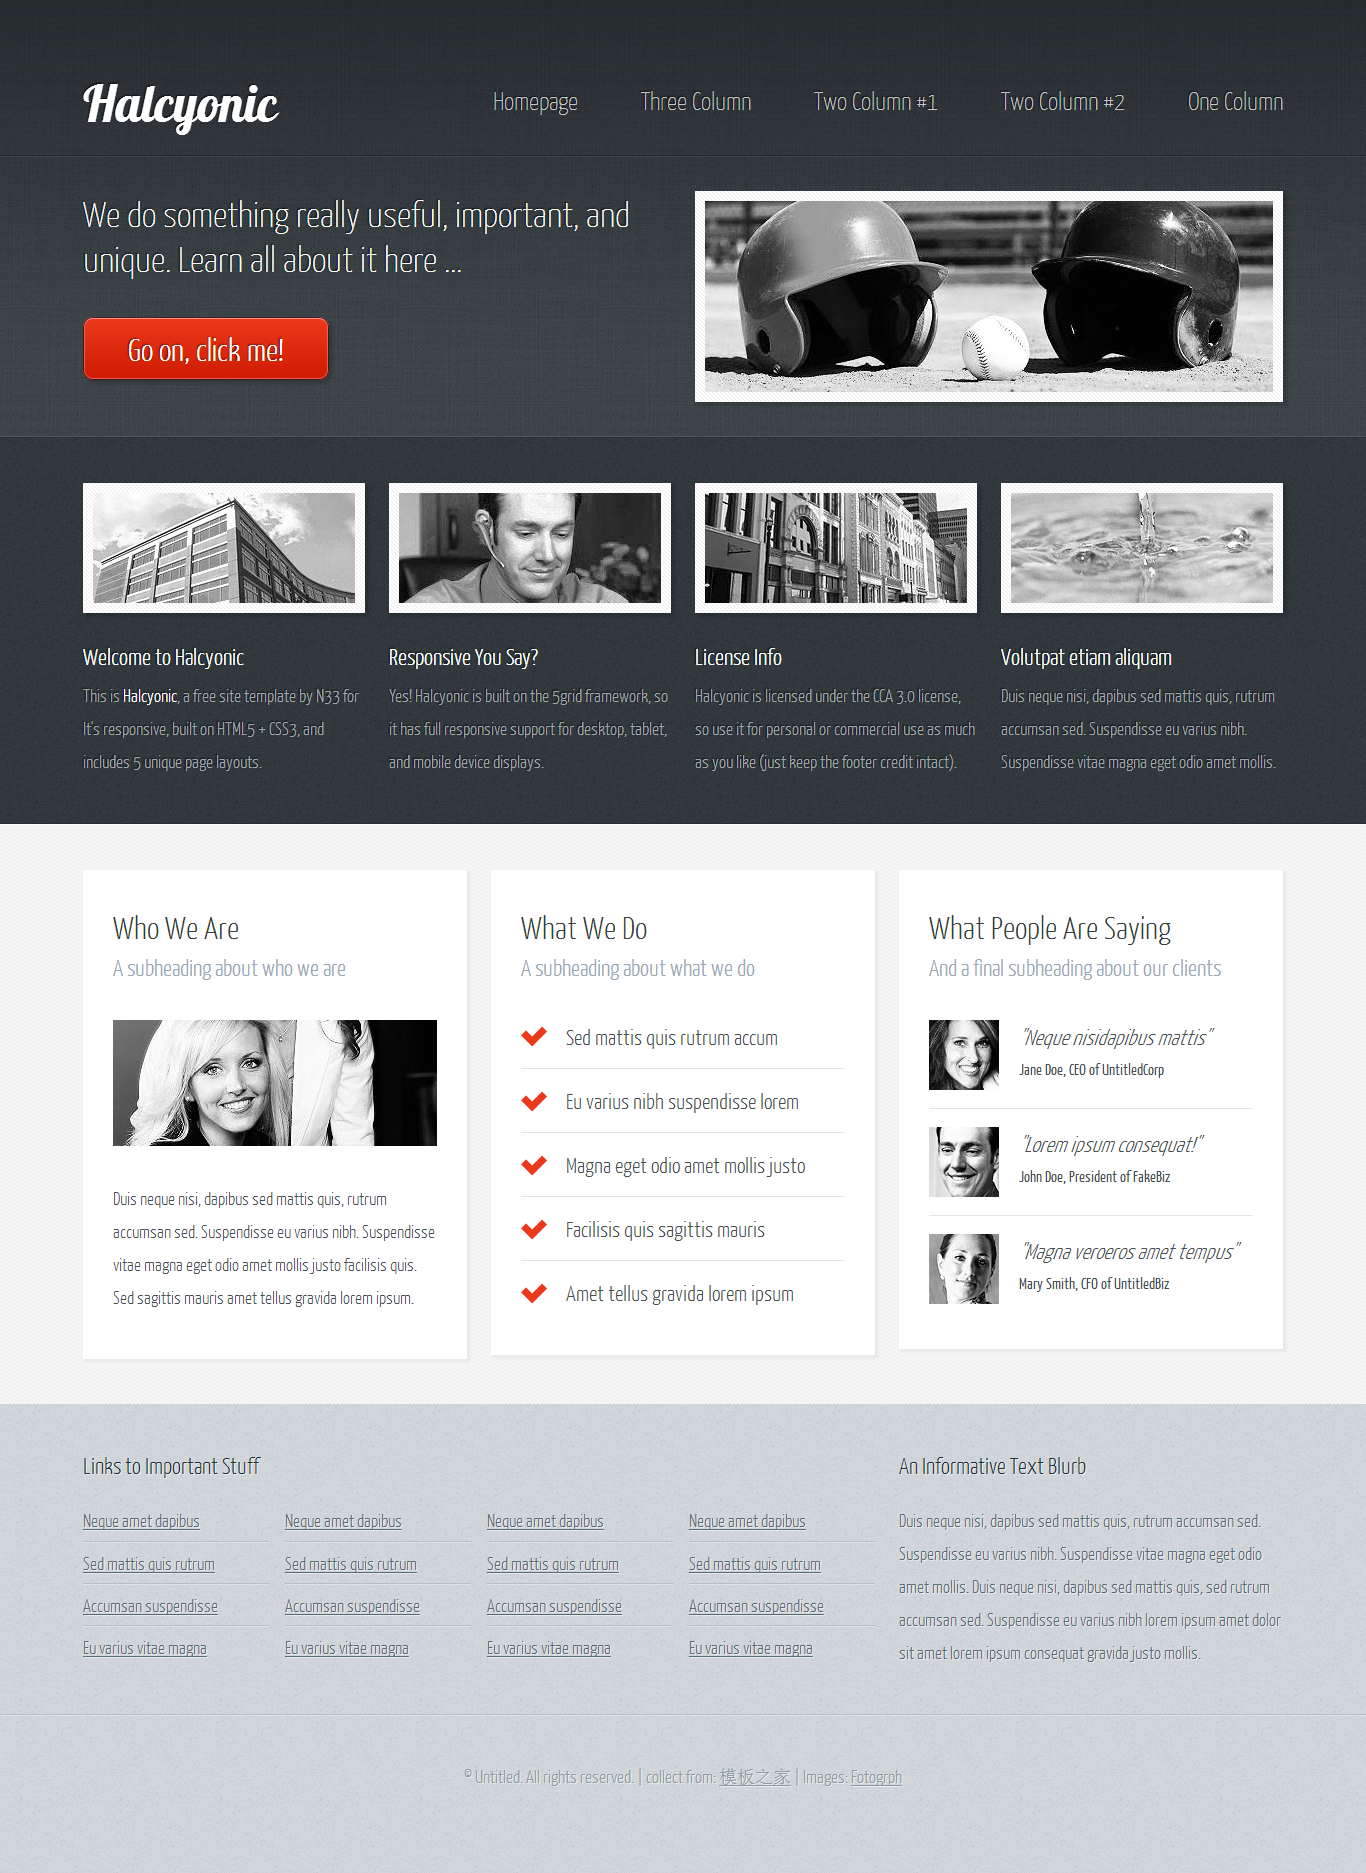 Halcyonic
Homepage
Three Column
Two Column #1
Two Column #2
One Column
We do something really useful, important, and
unique. Learn all about it here ...
Go on, click me!
Welcome to Halcyonic
This is Halcyonic, a free site template by N33 for
It's responsive, built on HTML5 + CSS3, and
includes 5 unique page layouts.
Responsive You Say?
Yes! Halcyonic is built on the 5grid framework, so
it has full responsive support for desktop, tablet,
and mobile device displays.
License Info
Halcyonic is licensed under the CCA 3.0 license,
so use it for personal or commercial use as much
as you like (just keep the footer credit intact).
Volutpat etiam aliquam
Duis neque nisi, dapibus sed mattis quis, rutrum
accumsan sed. Suspendisse eu varius nibh.
Suspendisse vitae magna eget odio amet mollis.
Who We Are
A subheading about who we are
Duis neque nisi, dapibus sed mattis quis, rutrum
accumsan sed. Suspendisse eu varius nibh. Suspendisse
vitae magna eget odio amet mollis justo facilisis quis.
Sed sagittis mauris amet tellus gravida lorem ipsum.
What We Do
A subheading about what we do
Sed mattis quis rutrum accum
Eu varius nibh suspendisse lorem
Magna eget odio amet mollis justo
Facilisis quis sagittis mauris
Amet tellus gravida lorem ipsum
What People Are Saying
And a final subheading about our clients
"Neque nisidapibus mattis"
Jane Doe, CEO of UntitledCorp
"Lorem ipsum consequat!"
John Doe, President of FakeBiz
"Magna veroeros amet tempus"
Mary Smith, CFO of UntitledBiz
Links to Important Stuff
Neque amet dapibus
Sed mattis quis rutrum
Accumsan suspendisse
Eu varius vitae magna
Neque amet dapibus
Sed mattis quis rutrum
Accumsan suspendisse
Eu varius vitae magna
Neque amet dapibus
Sed mattis quis rutrum
Accumsan suspendisse
Eu varius vitae magna
Neque amet dapibus
Sed mattis quis rutrum
Accumsan suspendisse
Eu varius vitae magna
An Informative Text Blurb
Duis neque nisi, dapibus sed mattis quis, rutrum accumsan sed.
Suspendisse eu varius nibh. Suspendisse vitae magna eget odio
amet mollis. Duis neque nisi, dapibus sed mattis quis, sed rutrum
accumsan sed. Suspendisse eu varius nibh lorem ipsum amet dolor
sit amet lorem ipsum consequat gravida justo mollis.
© Untitled. All rights reserved. | collect from: 模板之家 | Images: Fotogrph